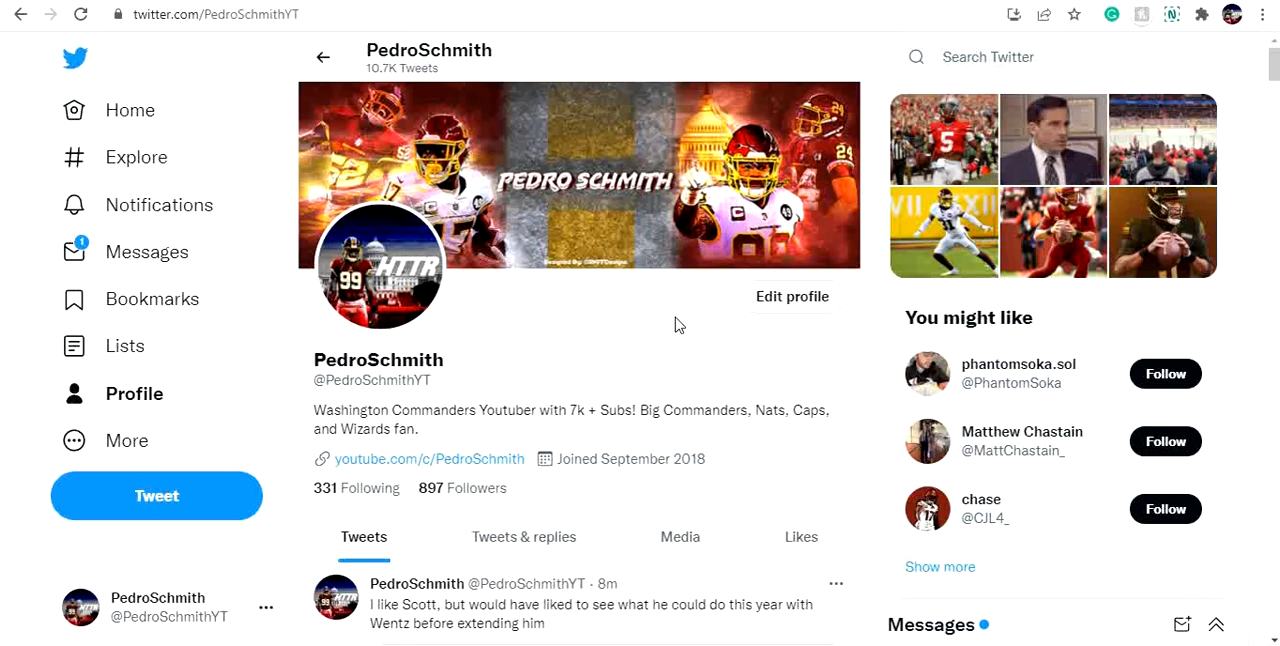 twitter.com/PedroSchmithYT
PedroSchmith
10.7K Tweets
Search Twitter
Home
Explore
Notifications
1
Messages
Bookmarks
Lists
Profile
More
Tweet
PedroSchmith
@PedroSchmithYT
PEDRO SCHMITH
HTTR
99
Edit profile
PedroSchmith
@PedroSchmithYT
Washington Commanders Youtuber with 7k + Subs! Big Commanders, Nats, Caps,
and Wizards fan.
youtube.com/c/PedroSchmith Joined September 2018
331 Following 897 Followers
Tweets Tweets & replies Media Likes
PedroSchmith @PedroSchmithYT · 8m
I like Scott, but would have liked to see what he could do this year with
Wentz before extending him
You might like
phantomsoka.sol
@PhantomSoka
Follow
Matthew Chastain
@MattChastain_
Follow
chase
@CJL4_
Follow
Show more
Messages